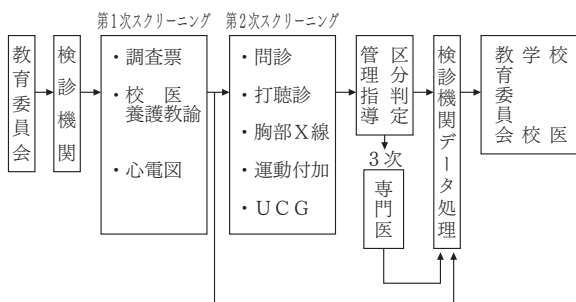 第1次スクリーニング
第2次スクリーニング
教育委員会
検診機関
・調査票
・校医
養護教諭
・心電図
・問診
・打聴診
・胸部X線
・運動付加
・UCG
区分判定
管理指導
3次
専門医
検診機関データ処理
学校
校医
教育委員会